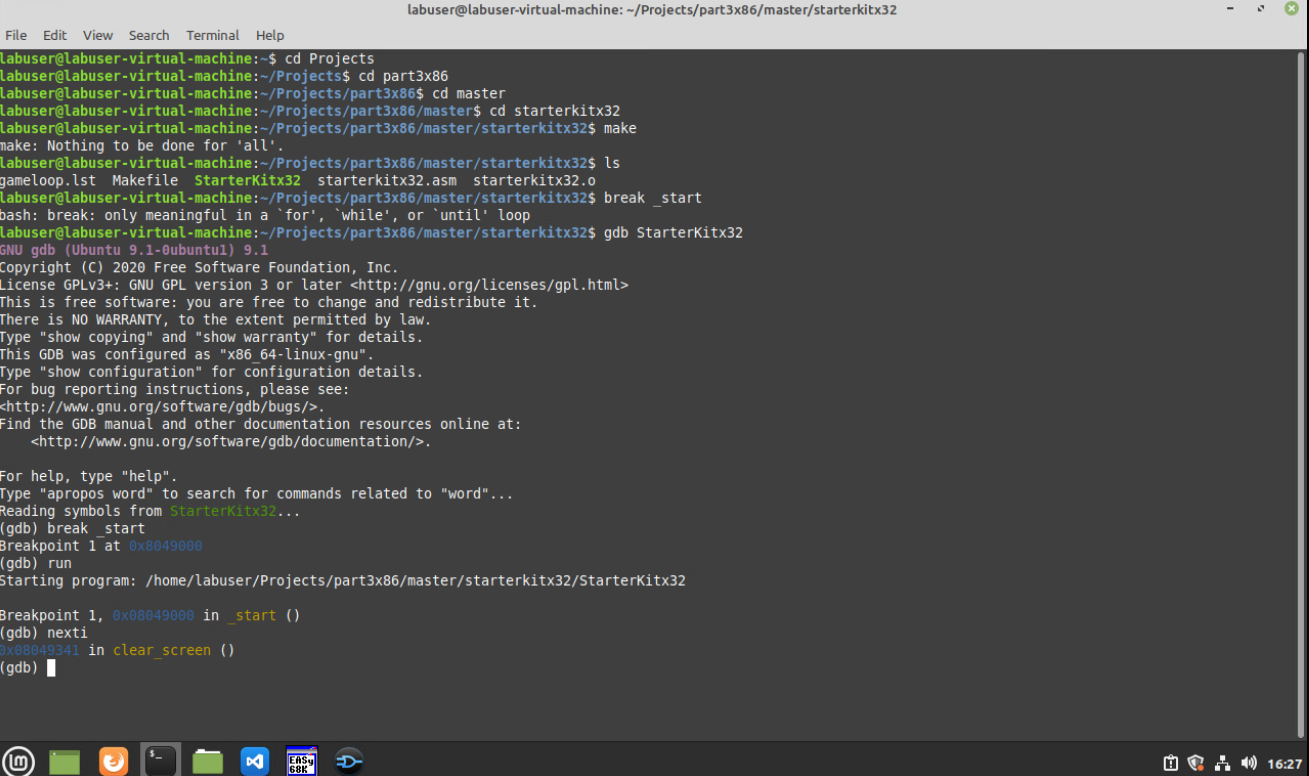 labuser@labuser-virtual-machine: ~/Projects/part3x86/master/starterkitx32
File Edit View Search Terminal Help
labuser@labuser-virtual-machine:~$ cd Projects
labuser@labuser-virtual-machine:~/Projects$ cd part3x86
labuser@labuser-virtual-machine:~/Projects/part3x86$ cd master
labuser@labuser-virtual-machine:~/Projects/part3x86/master$ cd starterkitx32
labuser@labuser-virtual-machine:~/Projects/part3x86/master/starterkitx32$ make
make: Nothing to be done for 'all'.
labuser@labuser-virtual-machine:~/Projects/part3x86/master/starterkitx32$ ls
gameloop.lst  Makefile  StarterKitx32  starterkitx32.asm  starterkitx32.o
labuser@labuser-virtual-machine:~/Projects/part3x86/master/starterkitx32$ break _start
bash: break: only meaningful in a `for', `while', or `until' loop
labuser@labuser-virtual-machine:~/Projects/part3x86/master/starterkitx32$ gdb StarterKitx32
GNU gdb (Ubuntu 9.1-0ubuntu1) 9.1
Copyright (C) 2020 Free Software Foundation, Inc.
License GPLv3+: GNU GPL version 3 or later <http://gnu.org/licenses/gpl.html>
This is free software: you are free to change and redistribute it.
There is NO WARRANTY, to the extent permitted by law.
Type "show copying" and "show warranty" for details.
This GDB was configured as "x86_64-linux-gnu".
Type "show configuration" for configuration details.
For bug reporting instructions, please see:
<http://www.gnu.org/software/gdb/bugs/>.
Find the GDB manual and other documentation resources online at:
    <http://www.gnu.org/software/gdb/documentation/>.
For help, type "help".
Type "apropos word" to search for commands related to "word"...
Reading symbols from StarterKitx32...
(gdb) break _start
Breakpoint 1 at 0x8049000
(gdb) run
Starting program: /home/labuser/Projects/part3x86/master/starterkitx32/StarterKitx32
Breakpoint 1, 0x08049000 in _start ()
(gdb) nexti
0x08049341 in clear_screen ()
(gdb)
EASy
68K
16:27